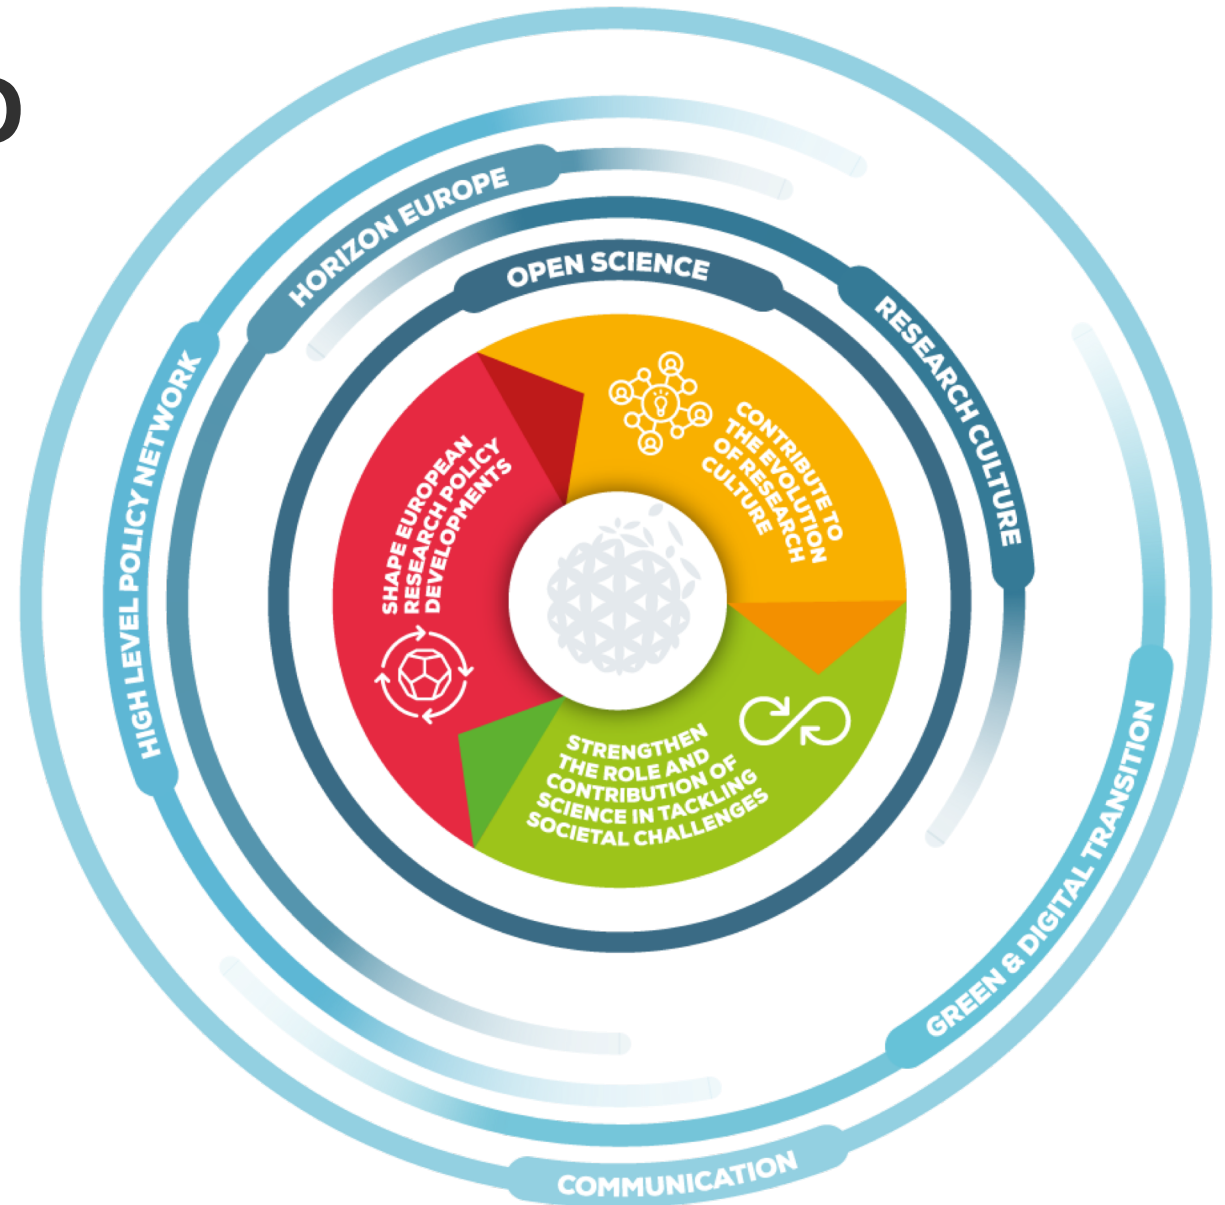 HORIZON EUROPE
OPEN SCIENCE
RESEARCH CULTURE
HIGH LEVEL POLICY NETWORK
SHAPE EUROPEAN
RESEARCH POLICY
DEVELOPMENTS
CONTRIBUTE TO
THE EVOLUTION
OF RESEARCH
CULTURE
STRENGTHEN
THE ROLE AND
CONTRIBUTION OF
SCIENCE IN TACKLING
SOCIETAL CHALLENGES
GREEN & DIGITAL TRANSITION
COMMUNICATION